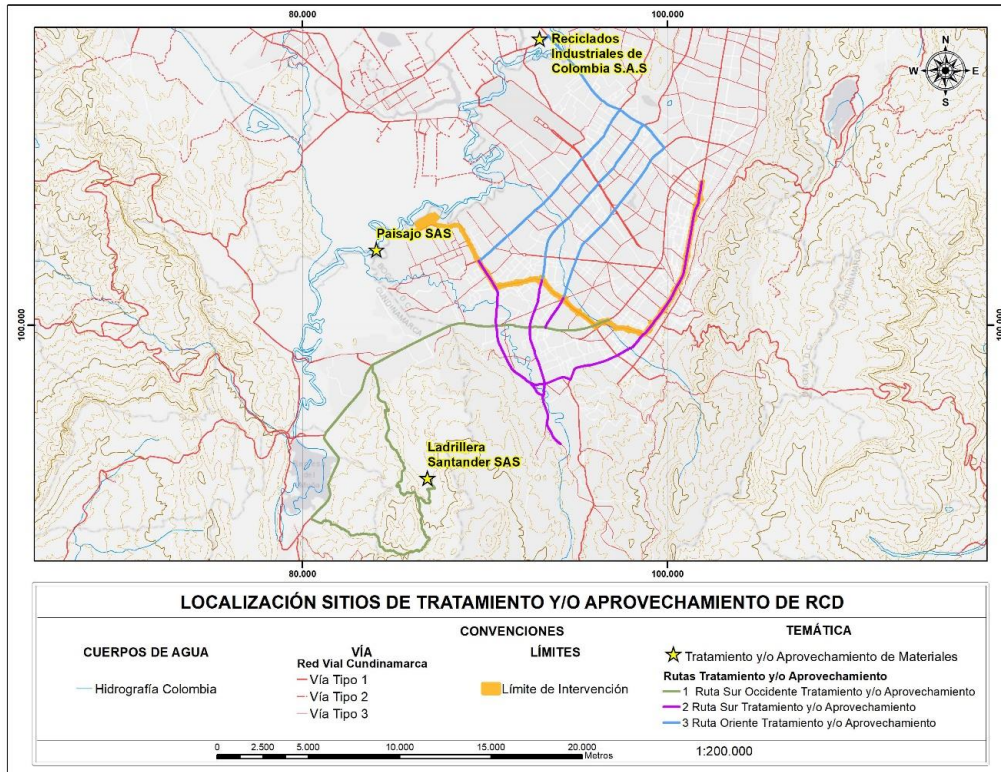 80.000
100.000
Reciclados
Industriales de
Colombia S.A.S
N
W
E
S
Paisajo SAS
100.000
100.000
Ladrillera
Santander SAS
80.000
100.000
LOCALIZACIÓN SITIOS DE TRATAMIENTO Y/O APROVECHAMIENTO DE RCD
CONVENCIONES
CUERPOS DE AGUA
Hidrografía Colombia
VÍA
Red Vial Cundinamarca
Vía Tipo 1
Vía Tipo 2
Vía Tipo 3
LÍMITES
Límite de Intervención
TEMÁTICA
Tratamiento y/o Aprovechamiento de Materiales
Rutas Tratamiento y/o Aprovechamiento
1 Ruta Sur Occidente Tratamiento y/o Aprovechamiento
2 Ruta Sur Tratamiento y/o Aprovechamiento
3 Ruta Oriente Tratamiento y/o Aprovechamiento
0 2.500 5.000 10.000 15.000 20.000
Metros
1:200.000